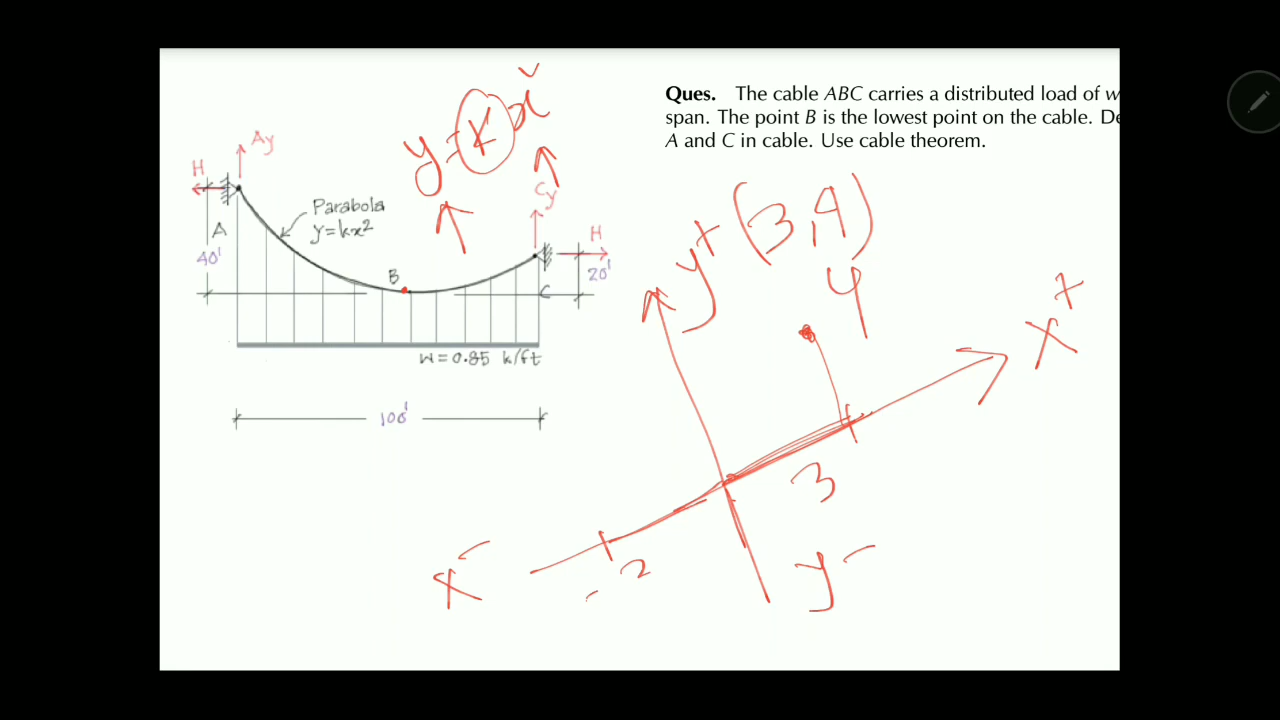 Ques. The cable ABC carries a distributed load of w
span. The point B is the lowest point on the cable. De
A and C in cable. Use cable theorem.
y=Kx
Ay
H
Cy
H
Parabola
y=kx²
A
40'
B
20'
C
W=0.85 k/ft
100'
(3,4)
y+
4
x+
3
-2
x-
y-